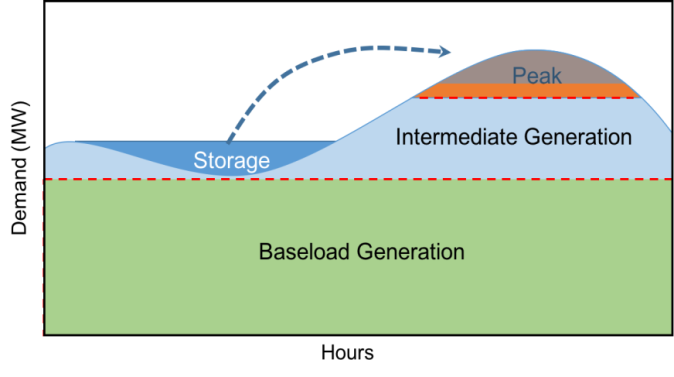 Peak
Intermediate Generation
Storage
Baseload Generation
Demand (MW)
Hours